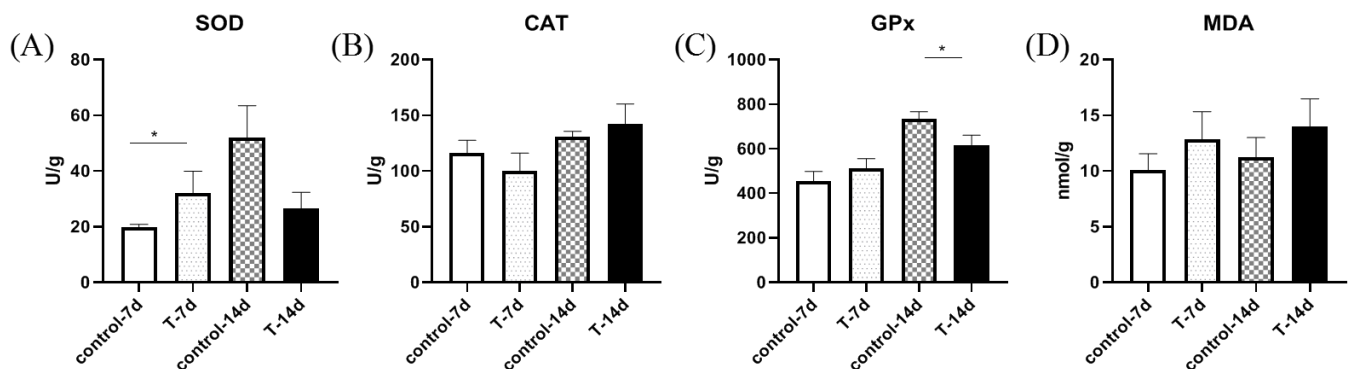 (A)
SOD
U/g
80
60
40
20
0
*
control-7d
T-7d
control-14d
T-14d
(B)
CAT
U/g
200
150
100
50
0
control-7d
T-7d
control-14d
T-14d
(C)
GPx
U/g
1000
800
600
400
200
0
*
control-7d
T-7d
control-14d
T-14d
(D)
MDA
nmol/g
20
15
10
5
0
control-7d
T-7d
control-14d
T-14d